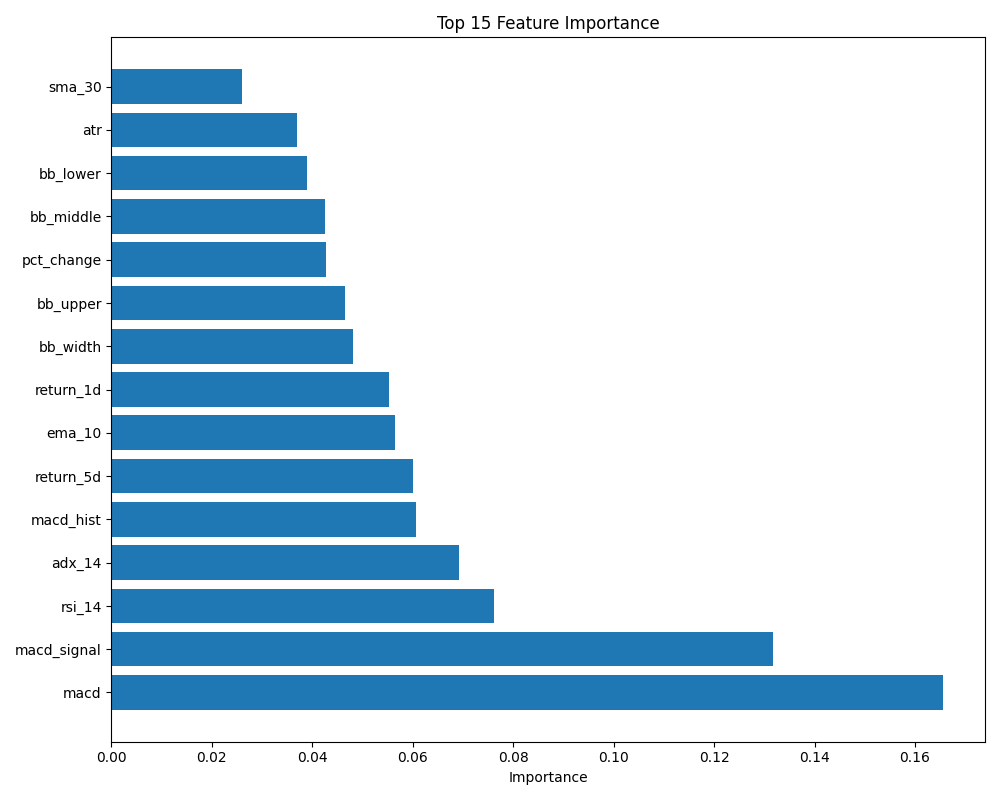 Top 15 Feature Importance
sma_30
atr
bb_lower
bb_middle
pct_change
bb_upper
bb_width
return_1d
ema_10
return_5d
macd_hist
adx_14
rsi_14
macd_signal
macd
0.00 0.02 0.04 0.06 0.08 0.10 0.12 0.14 0.16
Importance